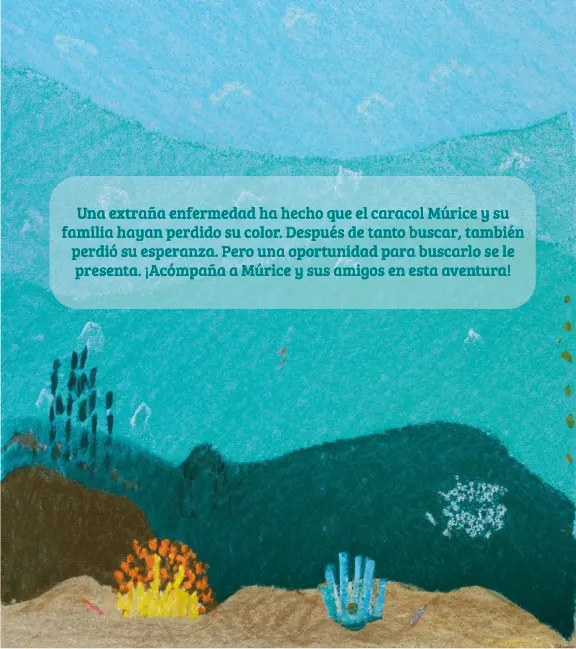 Una extraña enfermedad ha hecho que el caracol Múrice y su
familia hayan perdido su color. Después de tanto buscar, también
perdió su esperanza. Pero una oportunidad para buscarlo se le
presenta. ¡Acómpaña a Múrice y sus amigos en esta aventura!